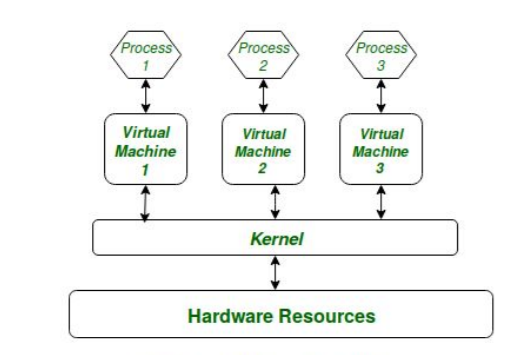 Process
1
Process
2
Process
3
Virtual
Machine
1
Virtual
Machine
2
Virtual
Machine
3
Kernel
Hardware Resources